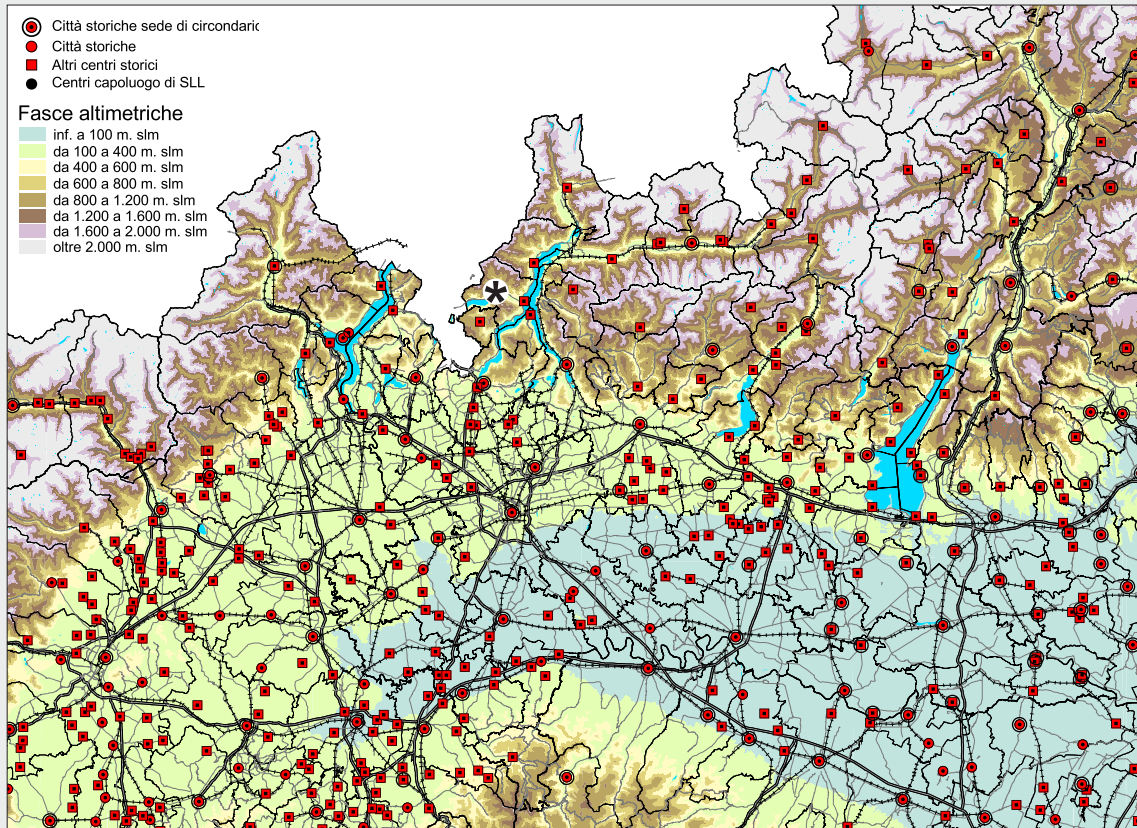 Città storiche sede di circondaric
Città storiche
Altri centri storici
Centri capoluogo di SLL
Fasce altimetriche
inf. a 100 m. slm
da 100 a 400 m. slm
da 400 a 600 m. slm
da 600 a 800 m. slm
da 800 a 1.200 m. slm
da 1.200 a 1.600 m. slm
da 1.600 a 2.000 m. slm
oltre 2.000 m. slm
*